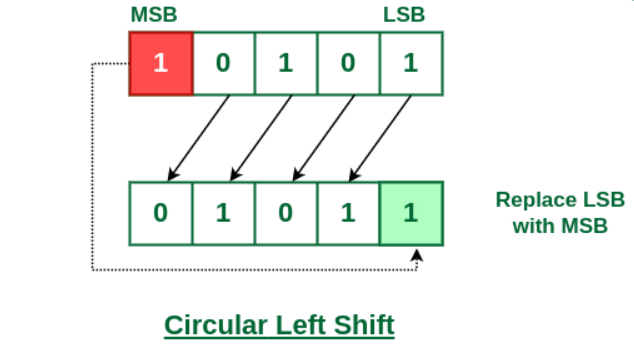 MSB LSB
1 0 1 0 1
0 1 0 1 1
Replace LSB
with MSB
Circular Left Shift